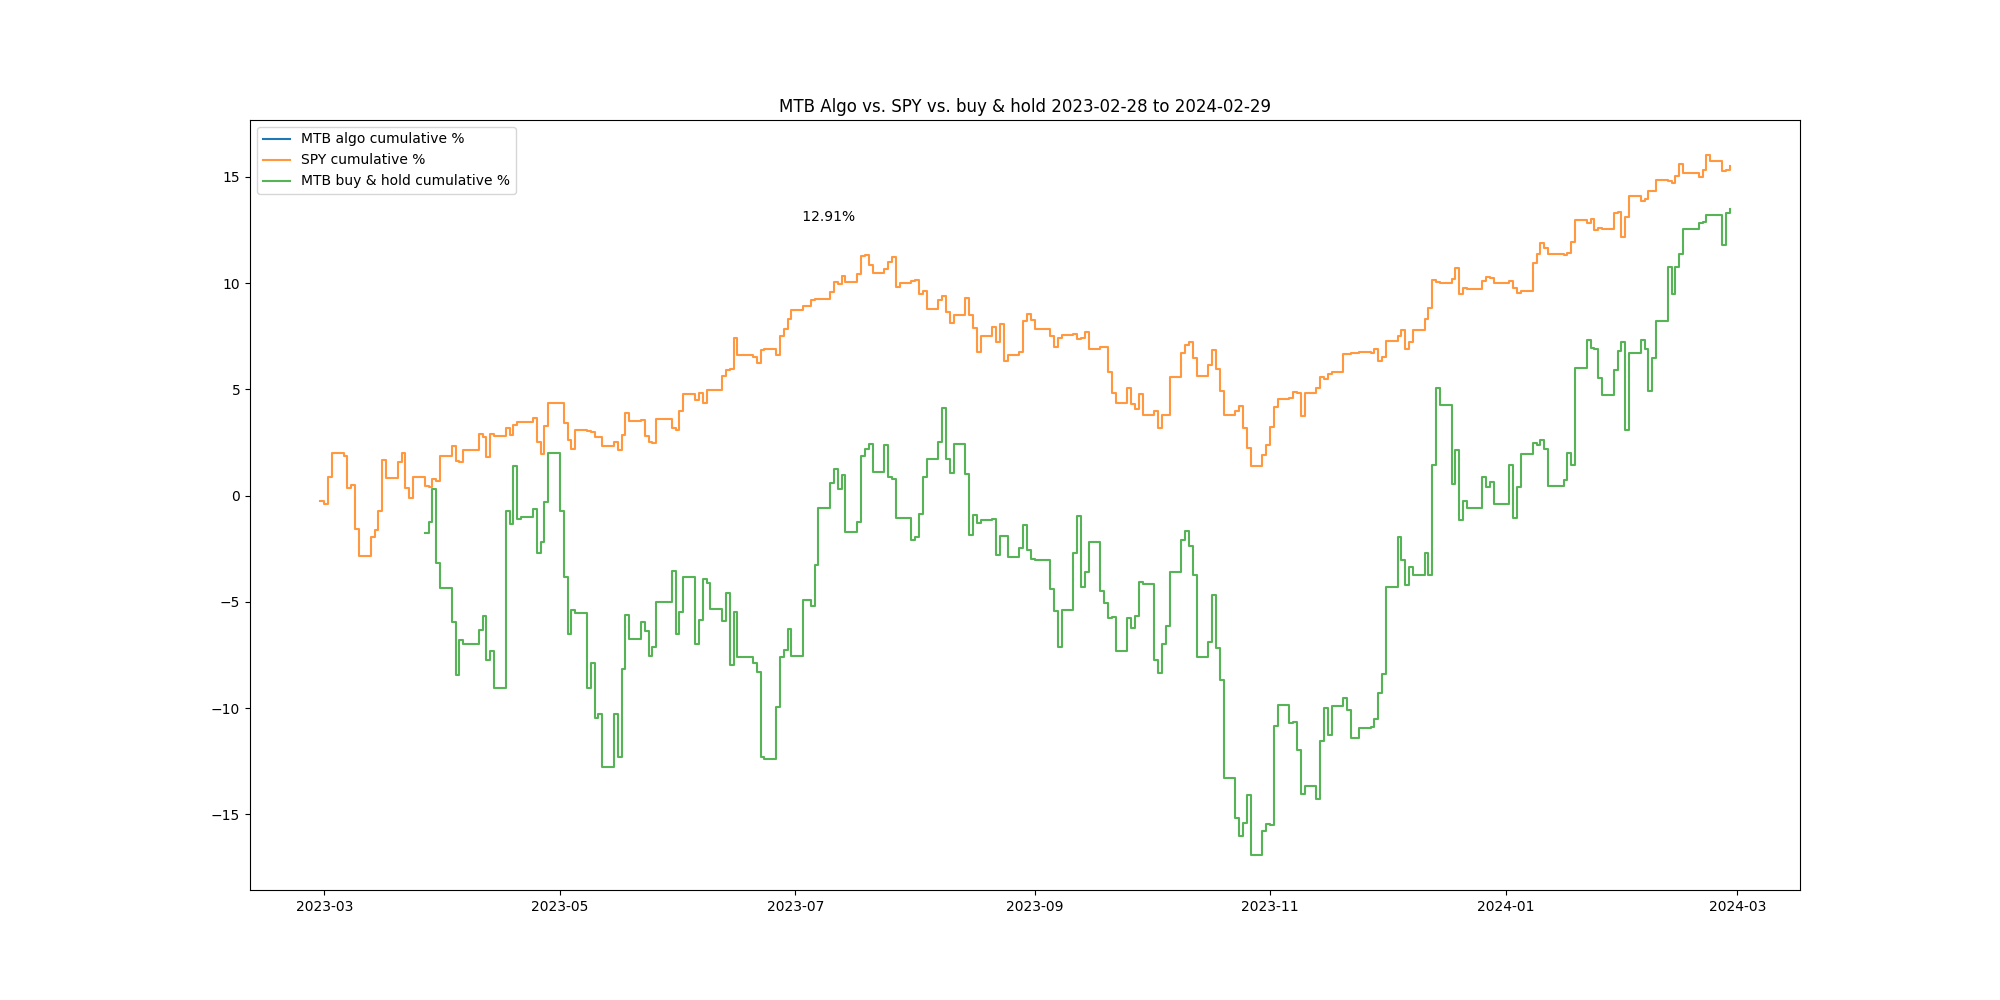 MTB Algo vs. SPY vs. buy & hold 2023-02-28 to 2024-02-29
MTB algo cumulative %
SPY cumulative %
MTB buy & hold cumulative %
12.91%
15
10
5
0
−5
−10
−15
2023-03 2023-05 2023-07 2023-09 2023-11 2024-01 2024-03